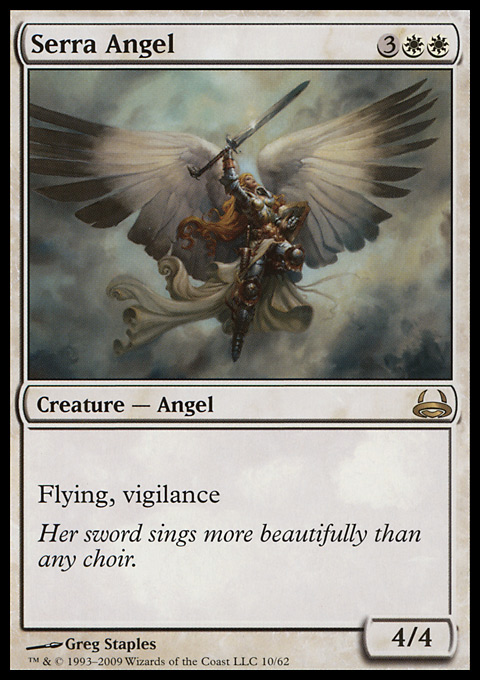 Serra Angel 3
Creature — Angel
Flying, vigilance
Her sword sings more beautifully than
any choir.
Greg Staples
4/4
™ & © 1993–2009 Wizards of the Coast LLC 10/62